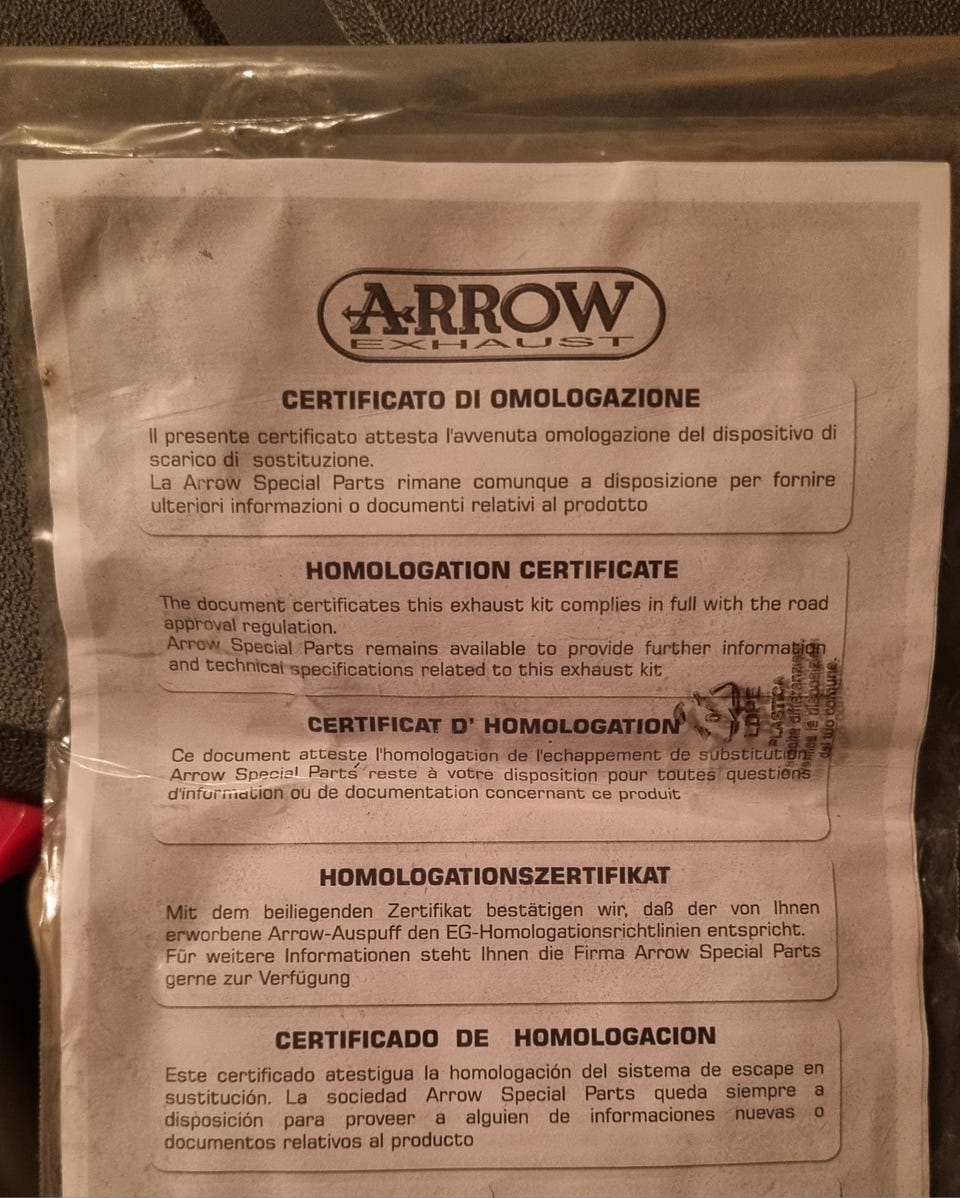 ARROW
EXHAUST
CERTIFICATO DI OMOLOGAZIONE
Il presente certificato attesta l'avvenuta omologazione del dispositivo di
scarico di sostituzione.
La Arrow Special Parts rimane comunque a disposizione per fornire
ulteriori informazioni o documenti relativi al prodotto
HOMOLOGATION CERTIFICATE
The document certificates this exhaust kit complies in full with the road
approval regulation.
Arrow Special Parts remains available to provide further information
and technical specifications related to this exhaust kit
CERTIFICAT D' HOMOLOGATION
Ce document atteste l'homologation de l'echappement de substitution
Arrow Special Parts reste à votre disposition pour toutes questions
d'information ou de documentation concernant ce produit
LDPE
PLASTICA
del tuo comune.
HOMOLOGATIONSZERTIFIKAT
Mit dem beiliegenden Zertifikat bestätigen wir, daß der von Ihnen
erworbene Arrow-Auspuff den EG-Homologationsrichtlinien entspricht.
Für weitere Informationen steht Ihnen die Firma Arrow Special Parts
gerne zur Verfügung
CERTIFICADO DE HOMOLOGACION
Este certificado atestigua la homologación del sistema de escape en
sustitución. La sociedad Arrow Special Parts queda siempre a
disposición para proveer a alguien de informaciones nuevas o
documentos relativos al producto